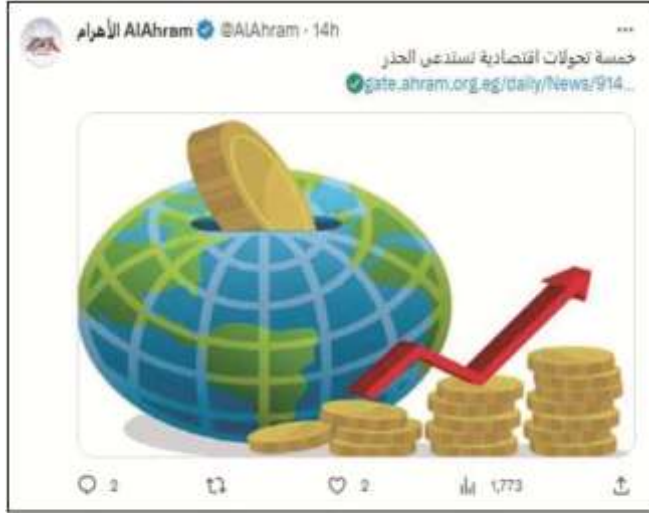 الأهرام AlAhram @AlAhram · 14h
خمسة تحولات اقتصادية تستدعى الحذر
gate.ahram.org.eg/daily/News/914...
2 2 1,773